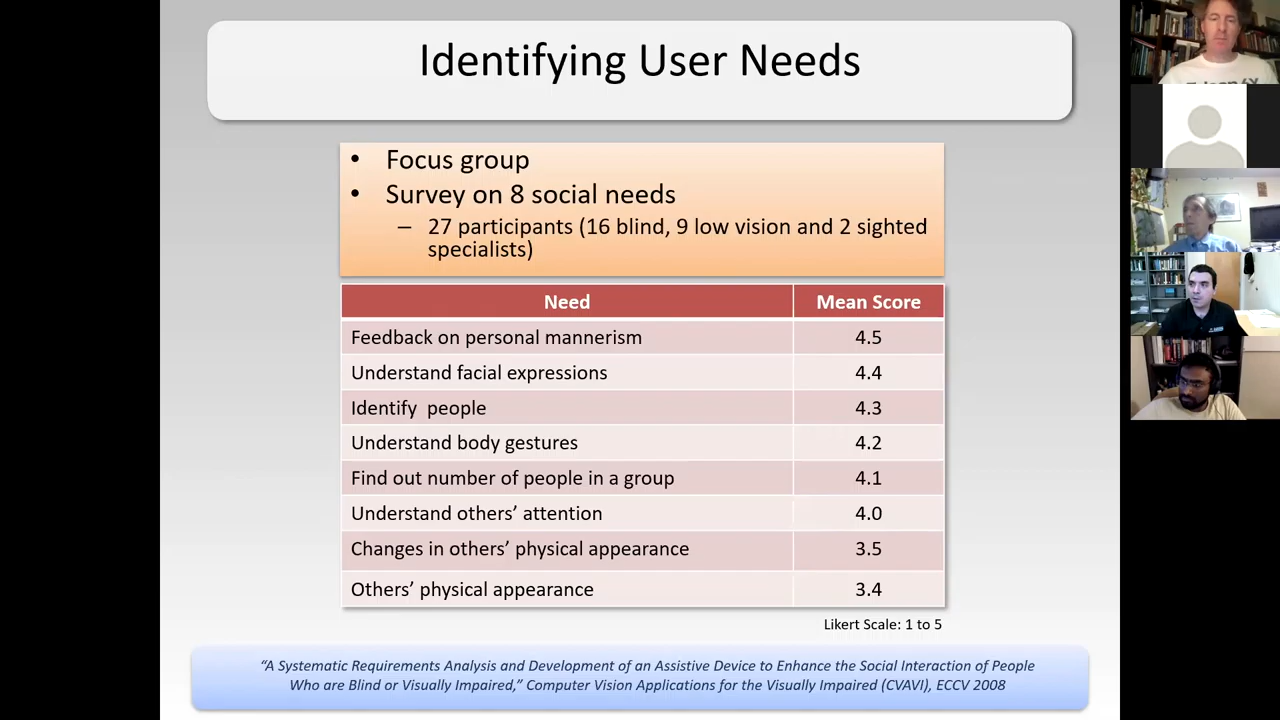 Identifying User Needs
• Focus group
• Survey on 8 social needs
– 27 participants (16 blind, 9 low vision and 2 sighted
specialists)
Need Mean Score
Feedback on personal mannerism 4.5
Understand facial expressions 4.4
Identify people 4.3
Understand body gestures 4.2
Find out number of people in a group 4.1
Understand others’ attention 4.0
Changes in others’ physical appearance 3.5
Others’ physical appearance 3.4
Likert Scale: 1 to 5
“A Systematic Requirements Analysis and Development of an Assistive Device to Enhance the Social Interaction of People
Who are Blind or Visually Impaired,” Computer Vision Applications for the Visually Impaired (CVAVI), ECCV 2008